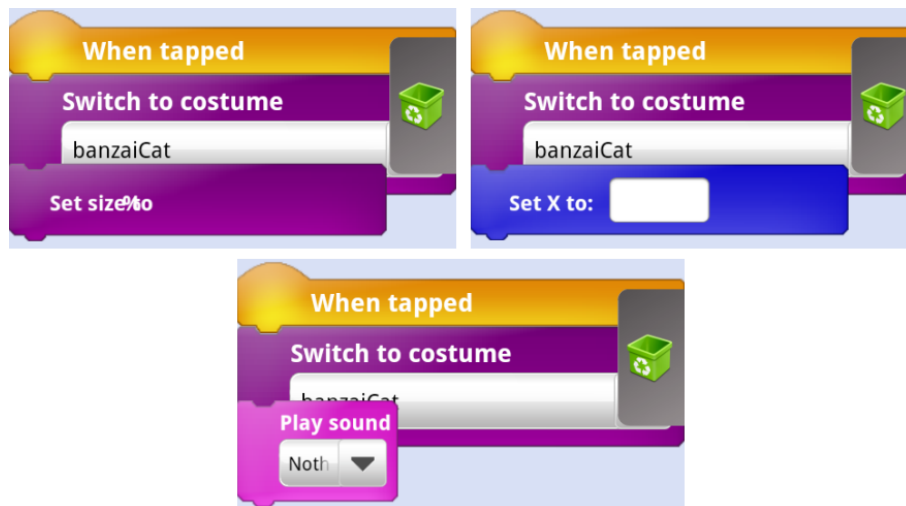 When tapped
Switch to costume
banzaiCat
Set size
When tapped
Switch to costume
banzaiCat
Set X to:
When tapped
Switch to costume
banzaiCat
Play sound
Noth